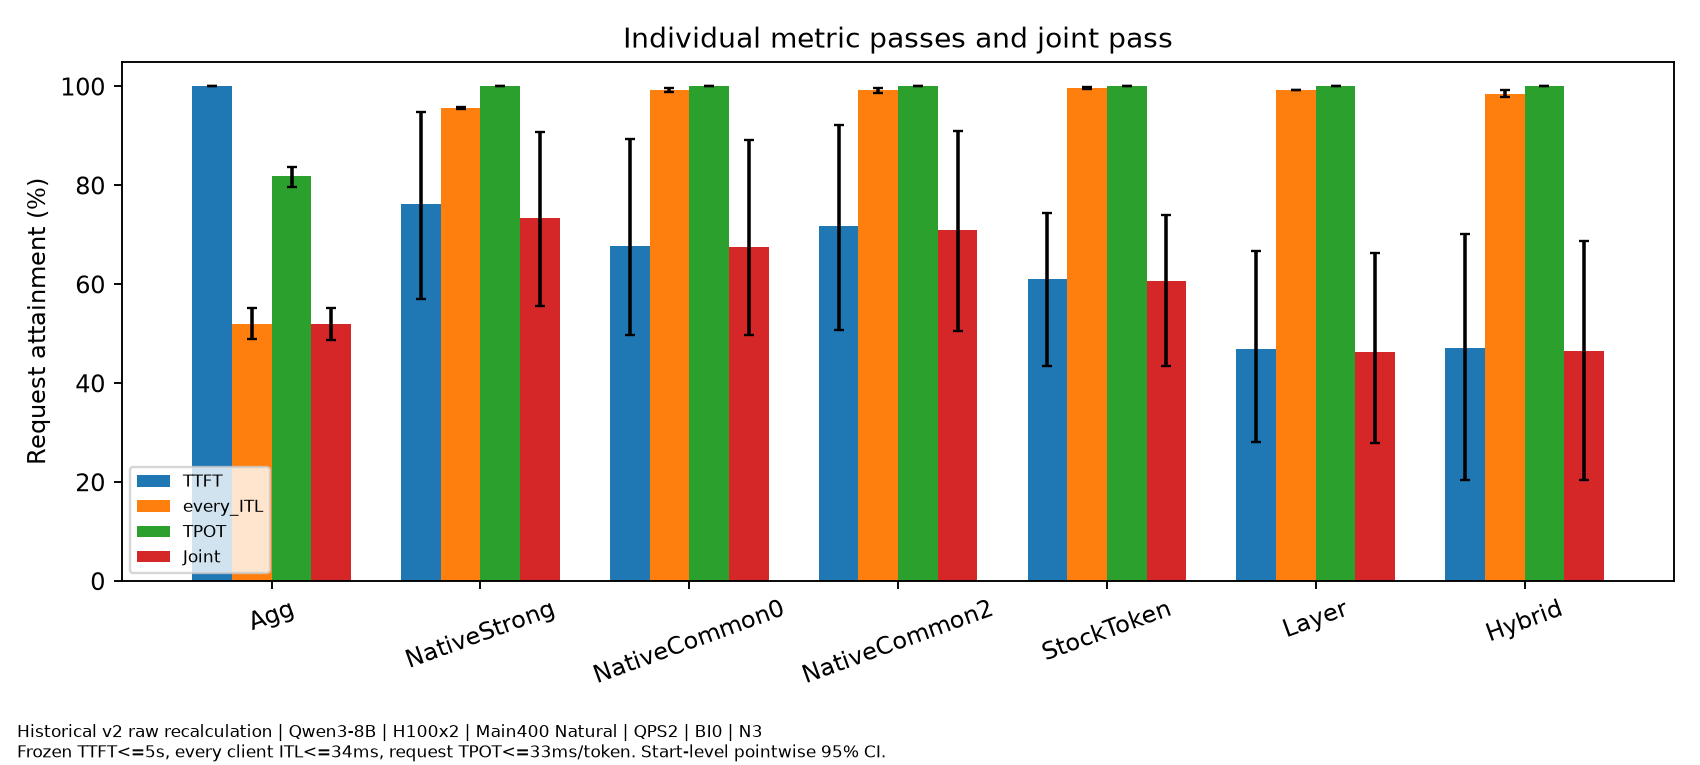 Individual metric passes and joint pass
Request attainment (%)
100
80
60
40
20
0
TTFT
every_ITL
TPOT
Joint
Agg
NativeStrong
NativeCommon0
NativeCommon2
StockToken
Layer
Hybrid
Historical v2 raw recalculation | Qwen3-8B | H100x2 | Main400 Natural | QPS2 | BI0 | N3
Frozen TTFT<=5s, every client ITL<=34ms, request TPOT<=33ms/token. Start-level pointwise 95% CI.